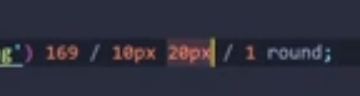 g') 169 / 10px 20px / 1 round;